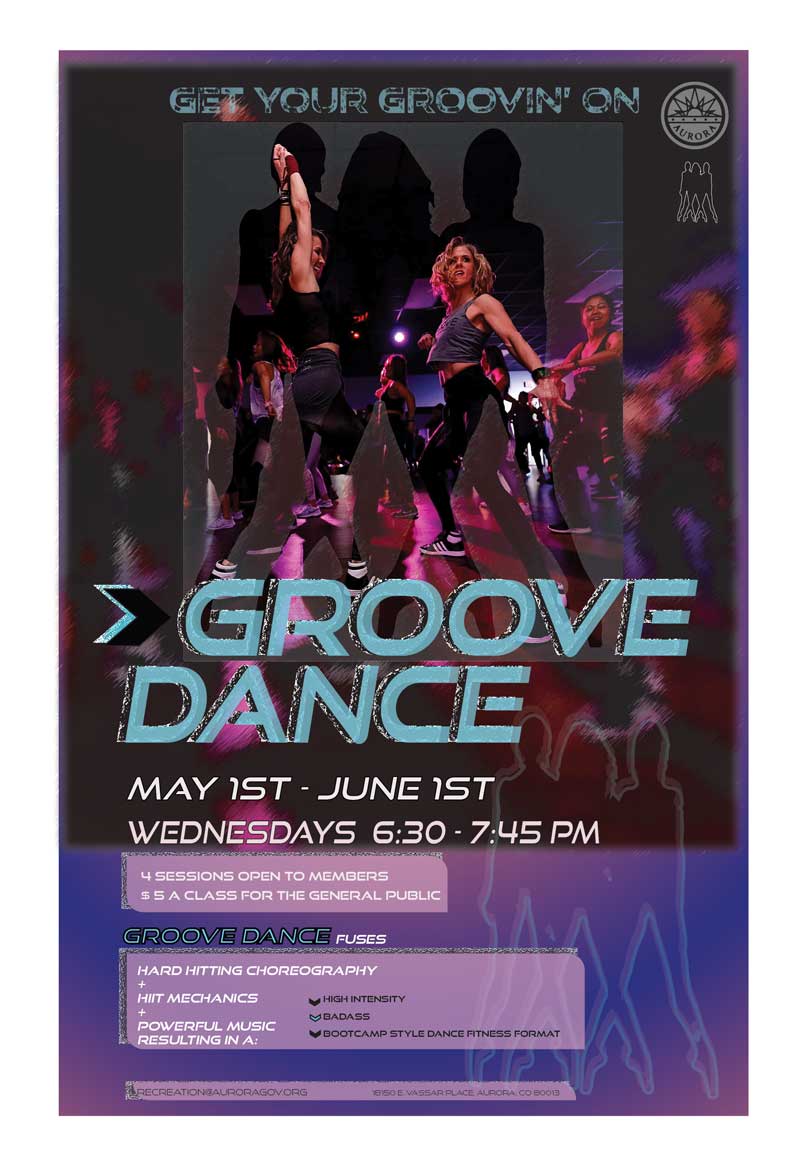 GET YOUR GROOVIN' ON
AURORA
GROOVE
DANCE
MAY 1ST - JUNE 1ST
WEDNESDAYS 6:30 - 7:45 PM
4 SESSIONS OPEN TO MEMBERS
$ 5 A CLASS FOR THE GENERAL PUBLIC
GROOVE DANCE FUSES
HARD HITTING CHOREOGRAPHY
+
HIIT MECHANICS
+
POWERFUL MUSIC
RESULTING IN A:
HIGH INTENSITY
BADASS
BOOTCAMP STYLE DANCE FITNESS FORMAT
RECREATION@AURORAGOV.ORG 18150 E. VASSAR PLACE, AURORA, CO 80013